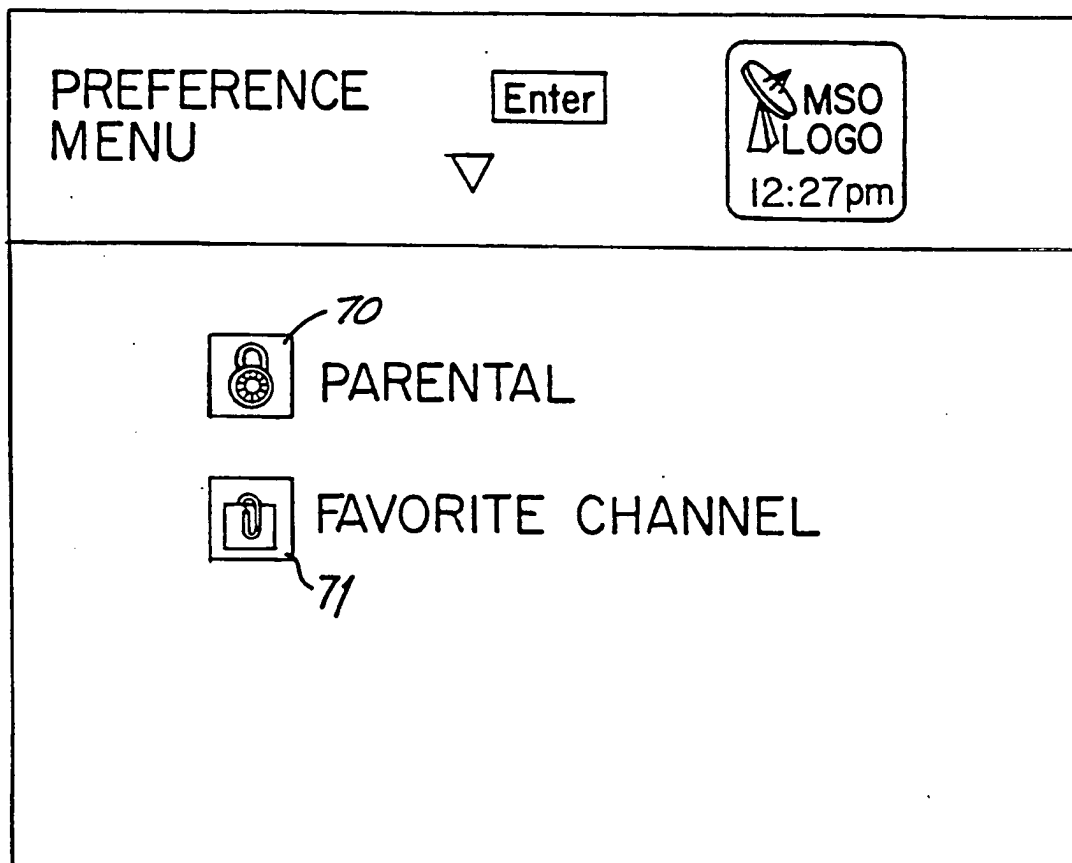 PREFERENCE
MENU
Enter
MSO
LOGO
12:27pm
70
PARENTAL
FAVORITE CHANNEL
71